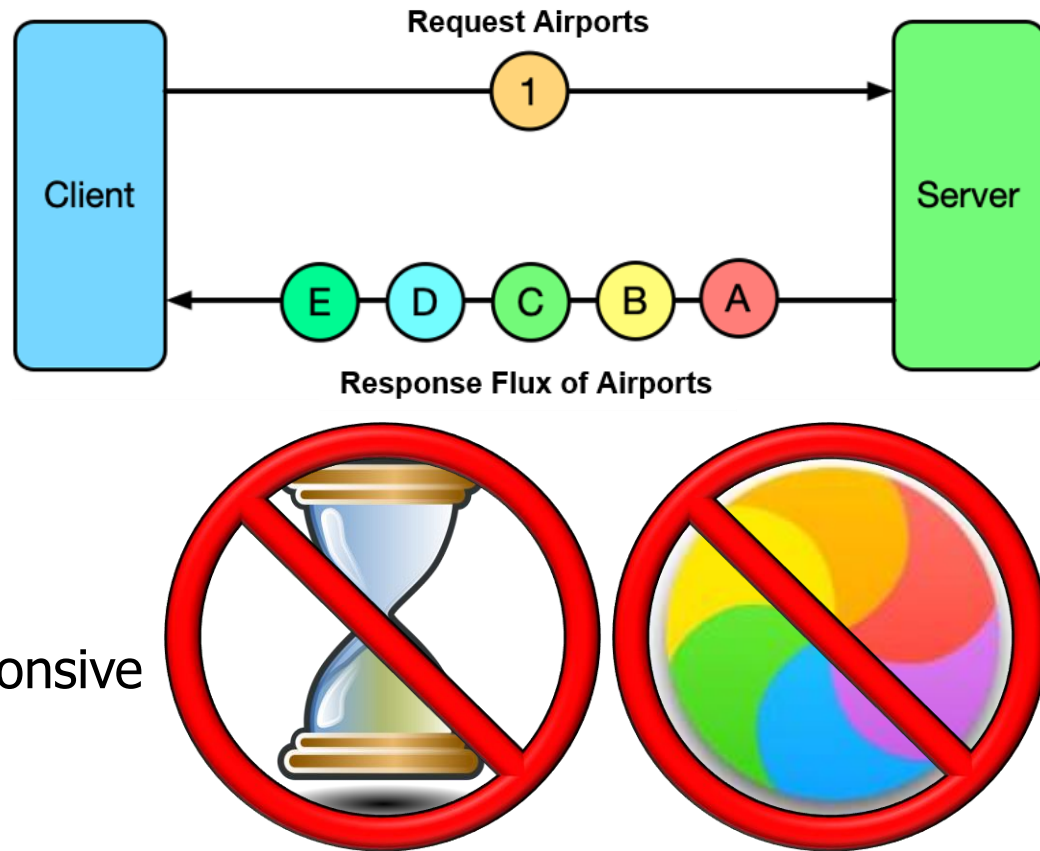 Request Airports
1
Client
Server
E D C B A
Response Flux of Airports
onsive